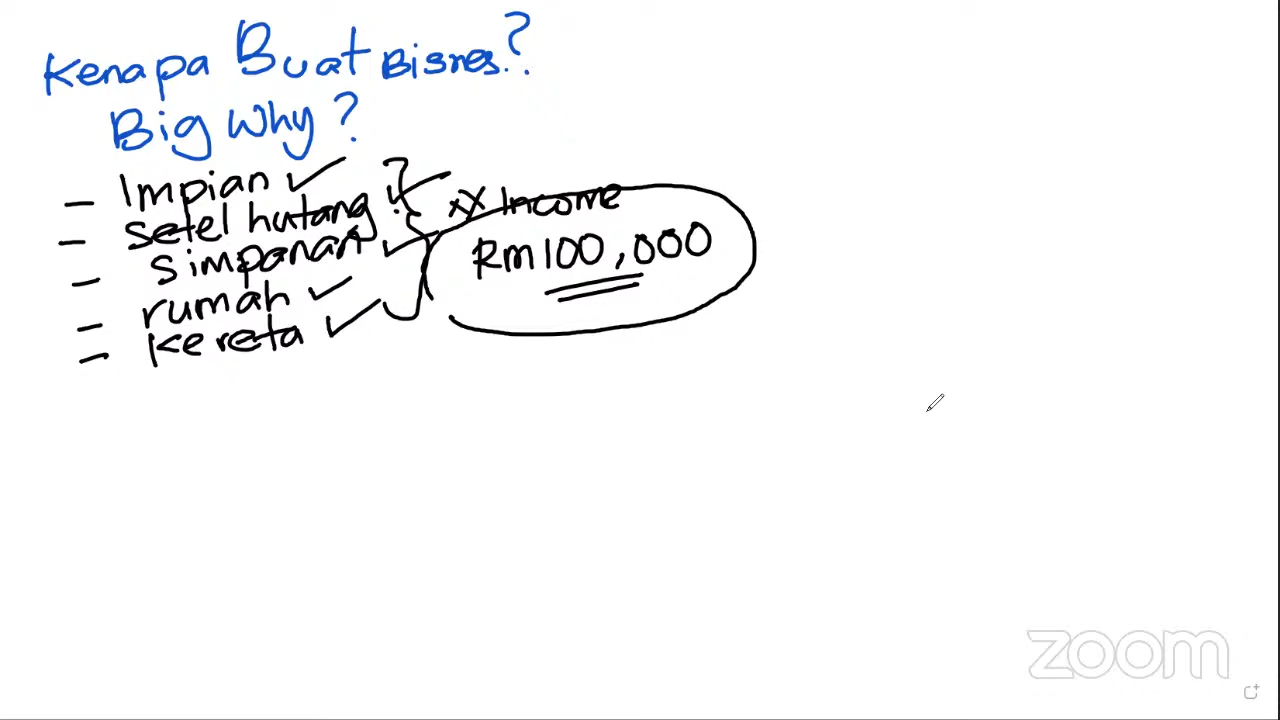 Kenapa Buat Bisnes?
Big Why?
- Impian ✓
- Setel hutang ✓
- Simpanan ✓
- rumah ✓
- Kereta ✓
xx Income
RM100,000
zoom